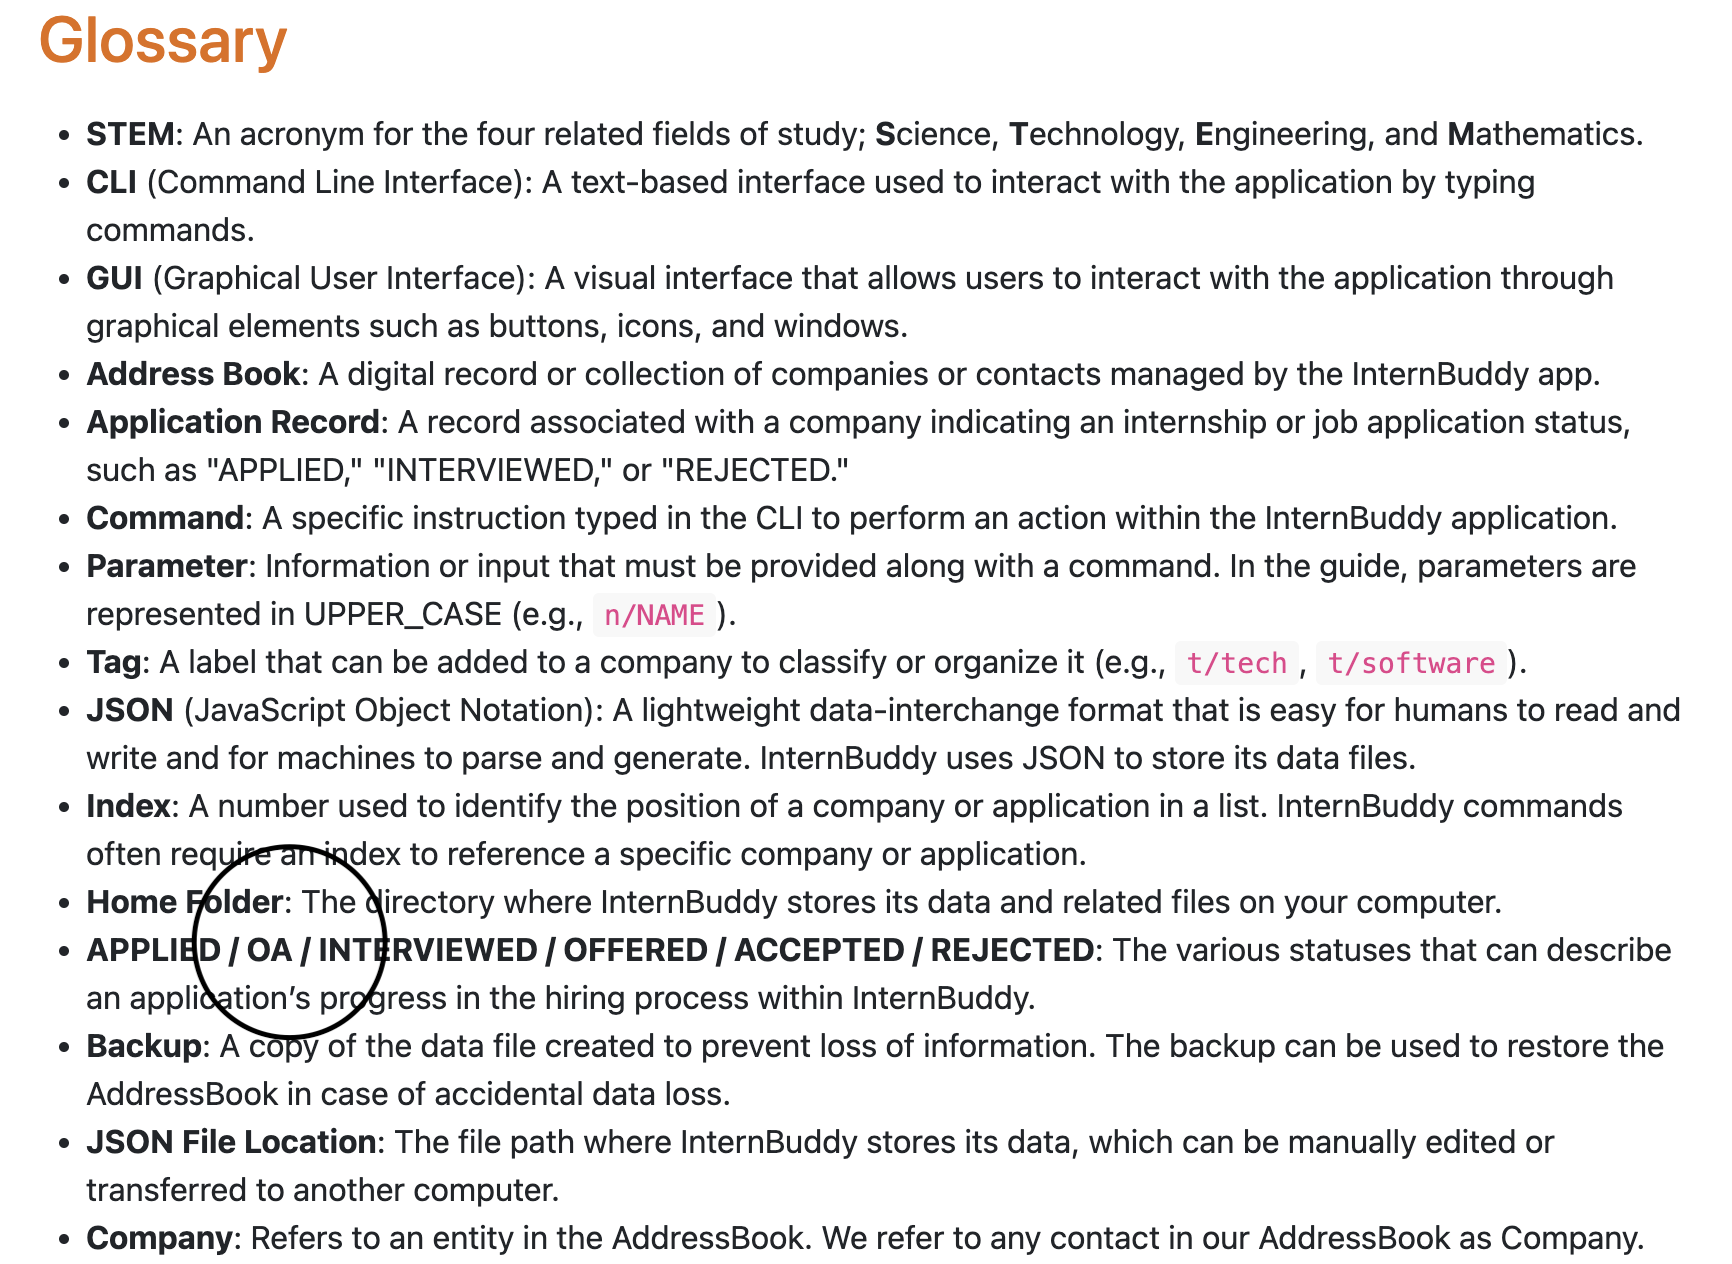 Glossary
• STEM: An acronym for the four related fields of study; Science, Technology, Engineering, and Mathematics.
• CLI (Command Line Interface): A text-based interface used to interact with the application by typing
commands.
• GUI (Graphical User Interface): A visual interface that allows users to interact with the application through
graphical elements such as buttons, icons, and windows.
• Address Book: A digital record or collection of companies or contacts managed by the InternBuddy app.
• Application Record: A record associated with a company indicating an internship or job application status,
such as "APPLIED," "INTERVIEWED," or "REJECTED."
• Command: A specific instruction typed in the CLI to perform an action within the InternBuddy application.
• Parameter: Information or input that must be provided along with a command. In the guide, parameters are
represented in UPPER_CASE (e.g., n/NAME ).
• Tag: A label that can be added to a company to classify or organize it (e.g., t/tech , t/software ).
• JSON (JavaScript Object Notation): A lightweight data-interchange format that is easy for humans to read and
write and for machines to parse and generate. InternBuddy uses JSON to store its data files.
• Index: A number used to identify the position of a company or application in a list. InternBuddy commands
often require an index to reference a specific company or application.
• Home Folder: The directory where InternBuddy stores its data and related files on your computer.
• APPLIED / OA / INTERVIEWED / OFFERED / ACCEPTED / REJECTED: The various statuses that can describe
an application’s progress in the hiring process within InternBuddy.
• Backup: A copy of the data file created to prevent loss of information. The backup can be used to restore the
AddressBook in case of accidental data loss.
• JSON File Location: The file path where InternBuddy stores its data, which can be manually edited or
transferred to another computer.
• Company: Refers to an entity in the AddressBook. We refer to any contact in our AddressBook as Company.